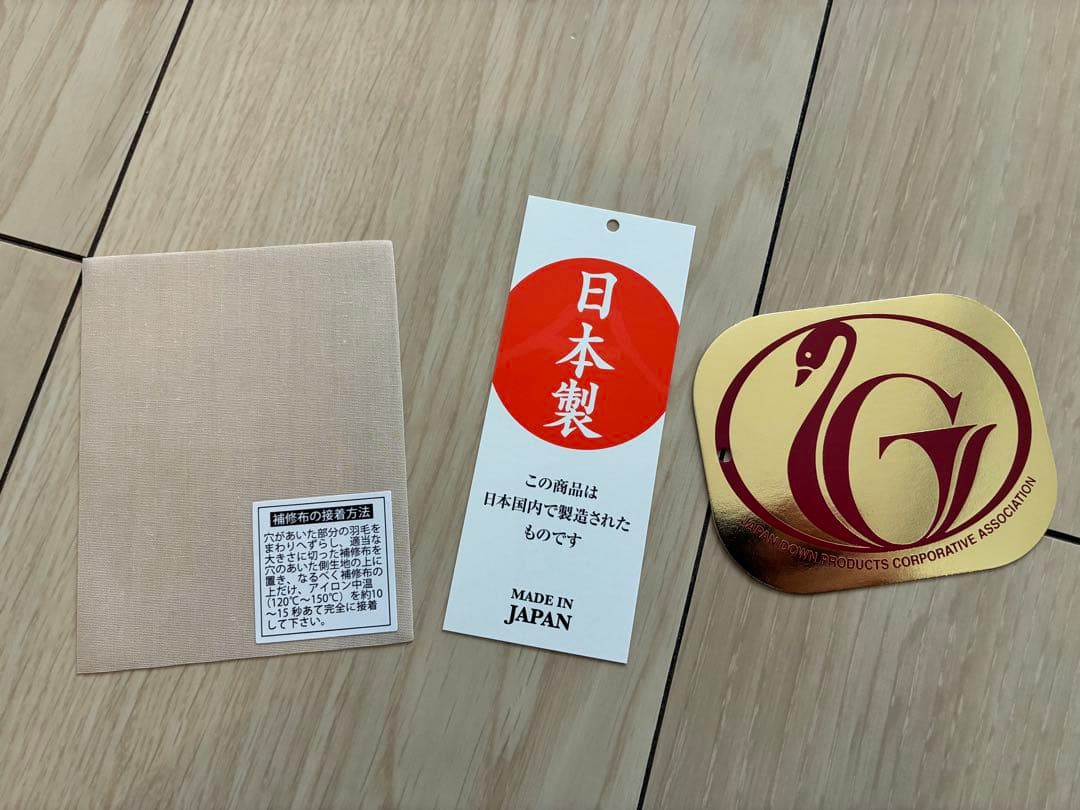 補修布の接着方法
穴があいた部分の羽毛を
まわりへずらし、適当な
大きさに切った補修布を
穴のあいた側生地の上に
置き、なるべく補修布の
上だけ、アイロン中温
(120℃~150℃)を約10
~15秒あて完全に接着
して下さい。
日本製
この商品は
日本国内で製造された
ものです
MADE IN
JAPAN
G
JAPAN DOWN PRODUCTS CORPORATIVE ASSOCIATION